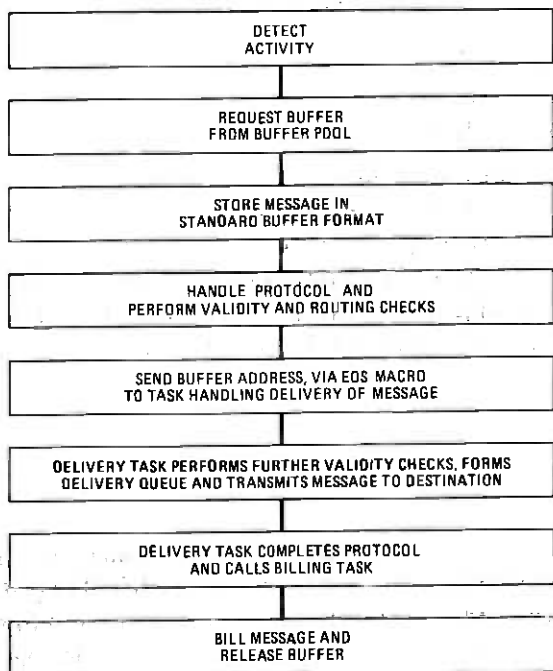 DETECT
ACTIVITY
REQUEST BUFFER
FROM BUFFER POOL
STORE MESSAGE IN
STANDARD BUFFER FORMAT
HANDLE PROTOCOL AND
PERFORM VALIDITY AND ROUTING CHECKS
SEND BUFFER ADDRESS, VIA EOS MACRO
TO TASK HANDLING DELIVERY OF MESSAGE
DELIVERY TASK PERFORMS FURTHER VALIDITY CHECKS, FORMS
DELIVERY QUEUE AND TRANSMITS MESSAGE TO DESTINATION
DELIVERY TASK COMPLETES PROTOCOL
AND CALLS BILLING TASK
BILL MESSAGE AND
RELEASE BUFFER